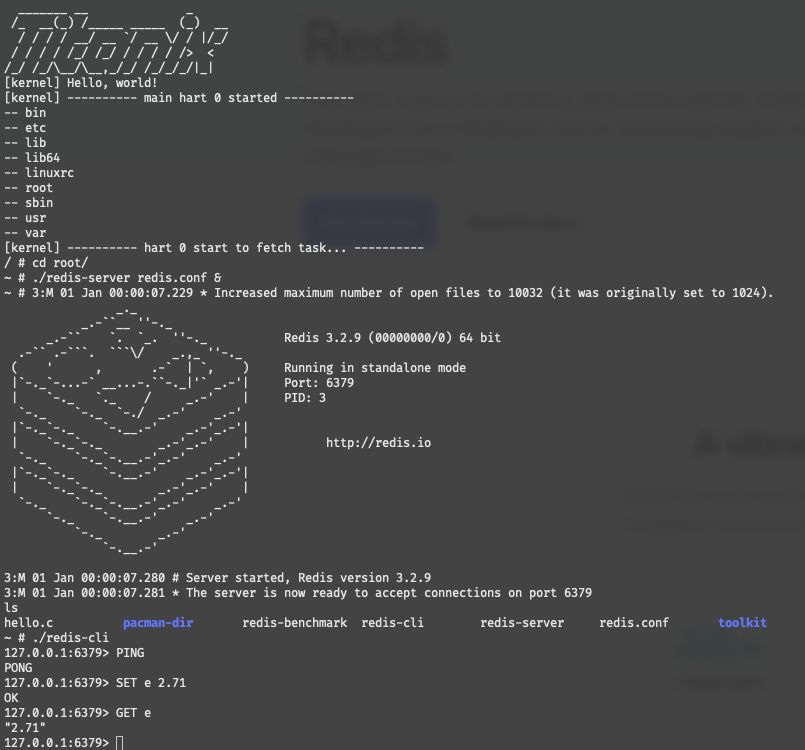 Titanix
[kernel] Hello, world!
[kernel] ---------- main hart 0 started ----------
-- bin
-- etc
-- lib
-- lib64
-- linuxrc
-- root
-- sbin
-- usr
-- var
[kernel] ---------- hart 0 start to fetch task... ----------
/ # cd root/
~ # ./redis-server redis.conf &
~ # 3:M 01 Jan 00:00:07.229 * Increased maximum number of open files to 10032 (it was originally set to 1024).
Redis 3.2.9 (00000000/0) 64 bit
Running in standalone mode
Port: 6379
PID: 3
http://redis.io
3:M 01 Jan 00:00:07.280 # Server started, Redis version 3.2.9
3:M 01 Jan 00:00:07.281 * The server is now ready to accept connections on port 6379
ls
hello.c pacman-dir redis-benchmark redis-cli redis-server redis.conf toolkit
~ # ./redis-cli
127.0.0.1:6379> PING
PONG
127.0.0.1:6379> SET e 2.71
OK
127.0.0.1:6379> GET e
"2.71"
127.0.0.1:6379>
Redis